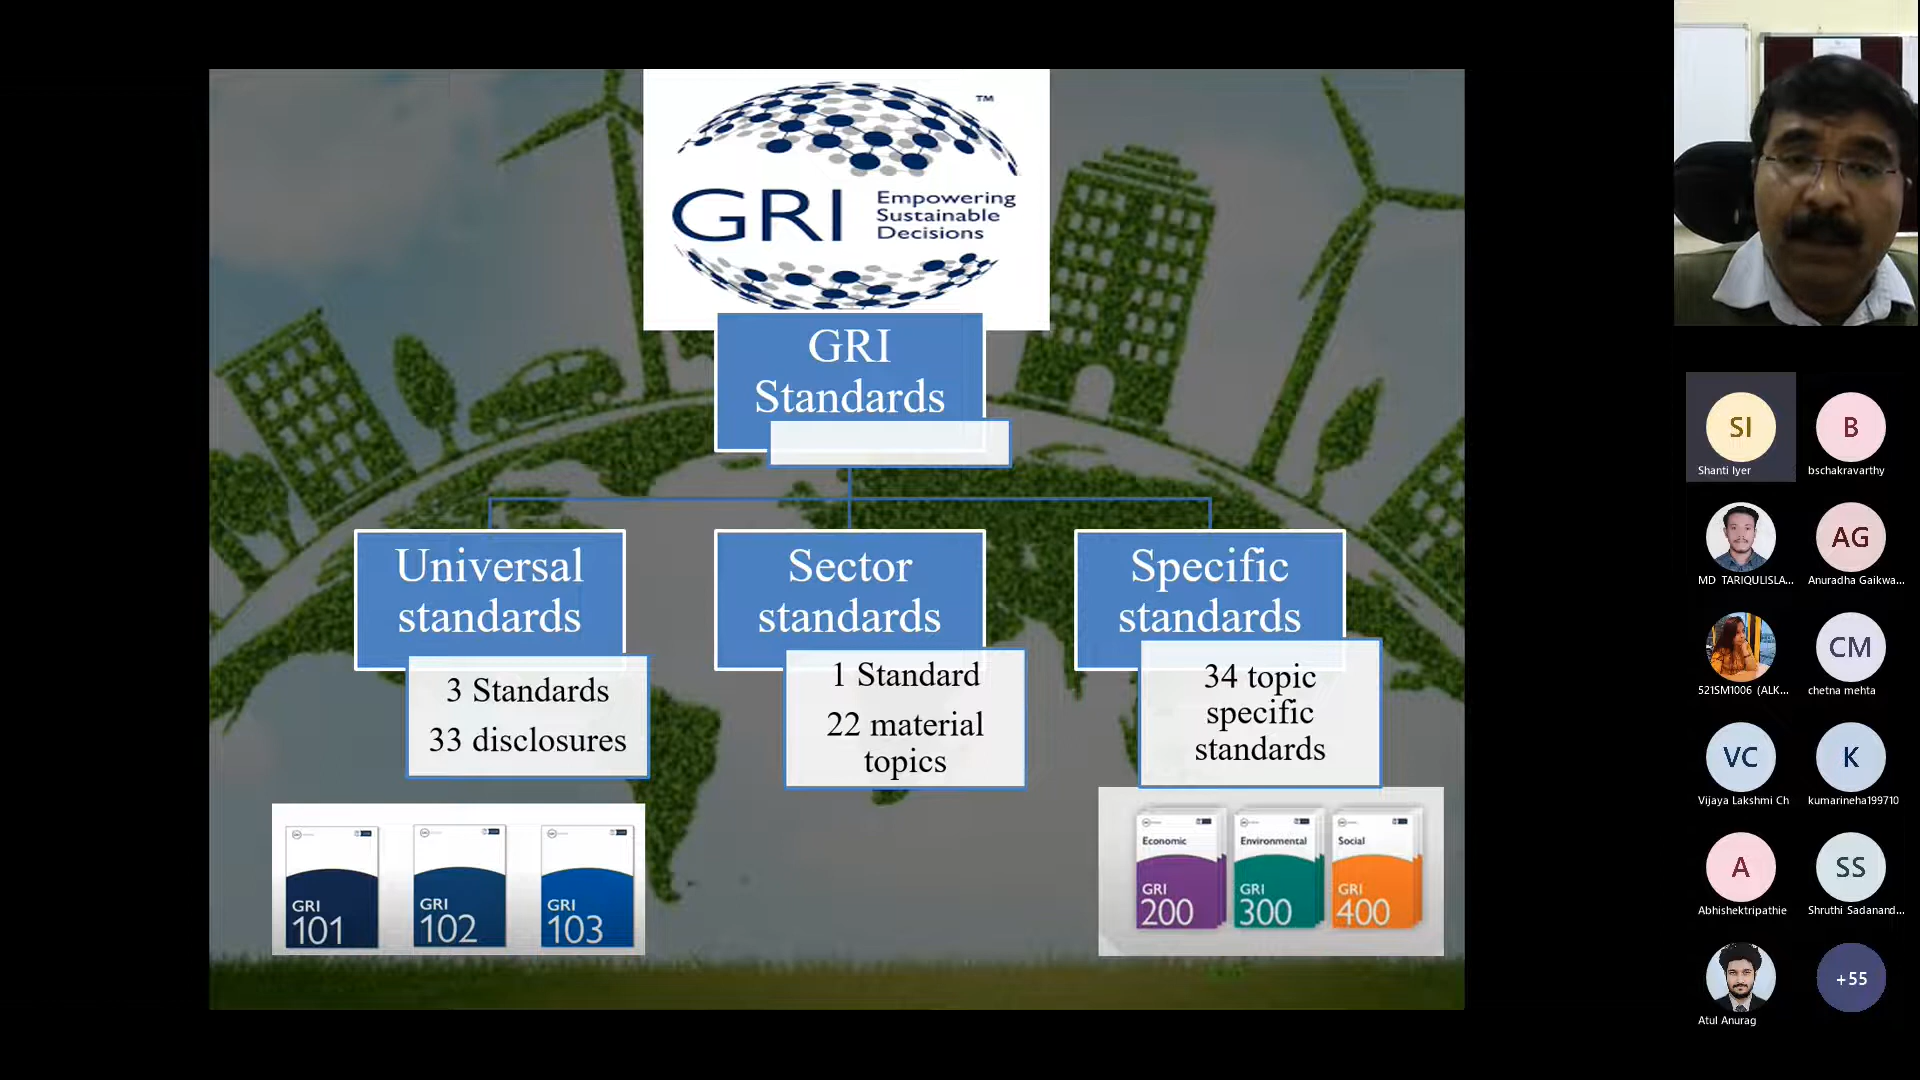 TM
GRI
Empowering
Sustainable
Decisions
GRI
Standards
Universal
standards
3 Standards
33 disclosures
Sector
standards
1 Standard
22 material
topics
Specific
standards
34 topic
specific
standards
GRI
101
GRI
102
GRI
103
Economic
GRI
200
Environmental
GRI
300
Social
GRI
400
SI
Shanti Iyer
B
bschakravarthy
MD TARIQULISLA...
AG
Anuradha Gaikwa...
521SM1006 (ALK...
CM
chetna mehta
VC
Vijaya Lakshmi Ch
K
kumarineha199710
A
Abhishektripathie
SS
Shruthi Sadanand...
Atul Anurag
+55